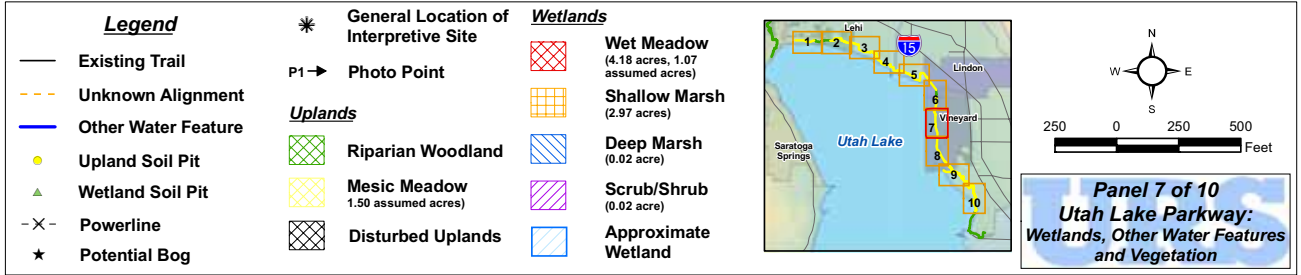 Legend
Existing Trail
Unknown Alignment
Other Water Feature
Upland Soil Pit
Wetland Soil Pit
Powerline
Potential Bog
General Location of
Interpretive Site
P1
Photo Point
Uplands
Riparian Woodland
Mesic Meadow
1.50 assumed acres)
Disturbed Uplands
Wetlands
Wet Meadow
(4.18 acres, 1.07
assumed acres)
Shallow Marsh
(2.97 acres)
Deep Marsh
(0.02 acre)
Scrub/Shrub
(0.02 acre)
Approximate
Wetland
Lehi
15
1
2
3
4
5
Lindon
6
Vineyard
7
Utah Lake
Saratoga
Springs
8
9
10
N
W
E
S
250 0 250 500
Feet
URS
Panel 7 of 10
Utah Lake Parkway:
Wetlands, Other Water Features
and Vegetation